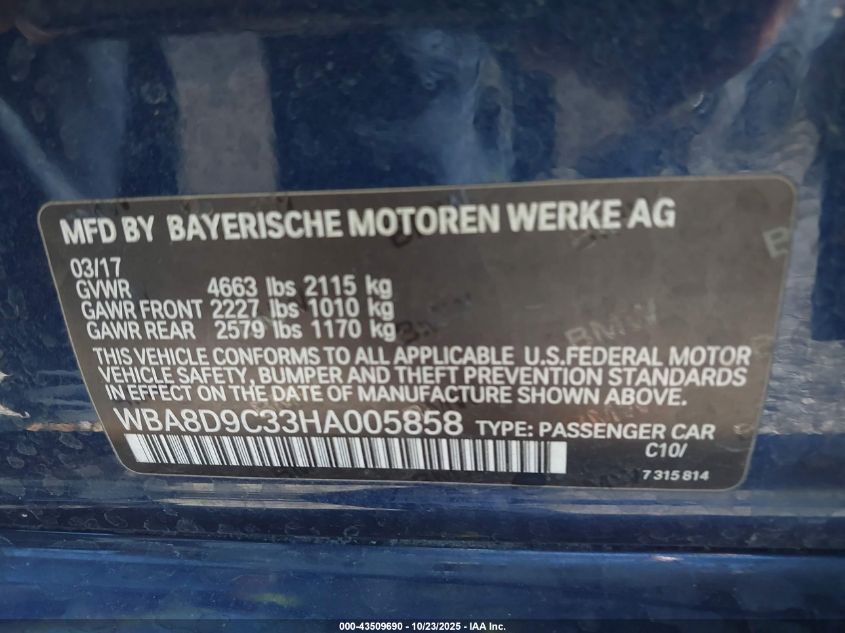 MFD BY BAYERISCHE MOTOREN WERKE AG
03/17
GVWR 4663 lbs 2115 kg
GAWR FRONT 2227 lbs 1010 kg
GAWR REAR 2579 lbs 1170 kg
THIS VEHICLE CONFORMS TO ALL APPLICABLE U.S.FEDERAL MOTOR
VEHICLE SAFETY, BUMPER AND THEFT PREVENTION STANDARDS
IN EFFECT ON THE DATE OF MANUFACTURE SHOWN ABOVE.
WBA8D9C33HA005858 TYPE: PASSENGER CAR
C10/
7 315 814
000-43509690 - 10/23/2025 - IAA Inc.